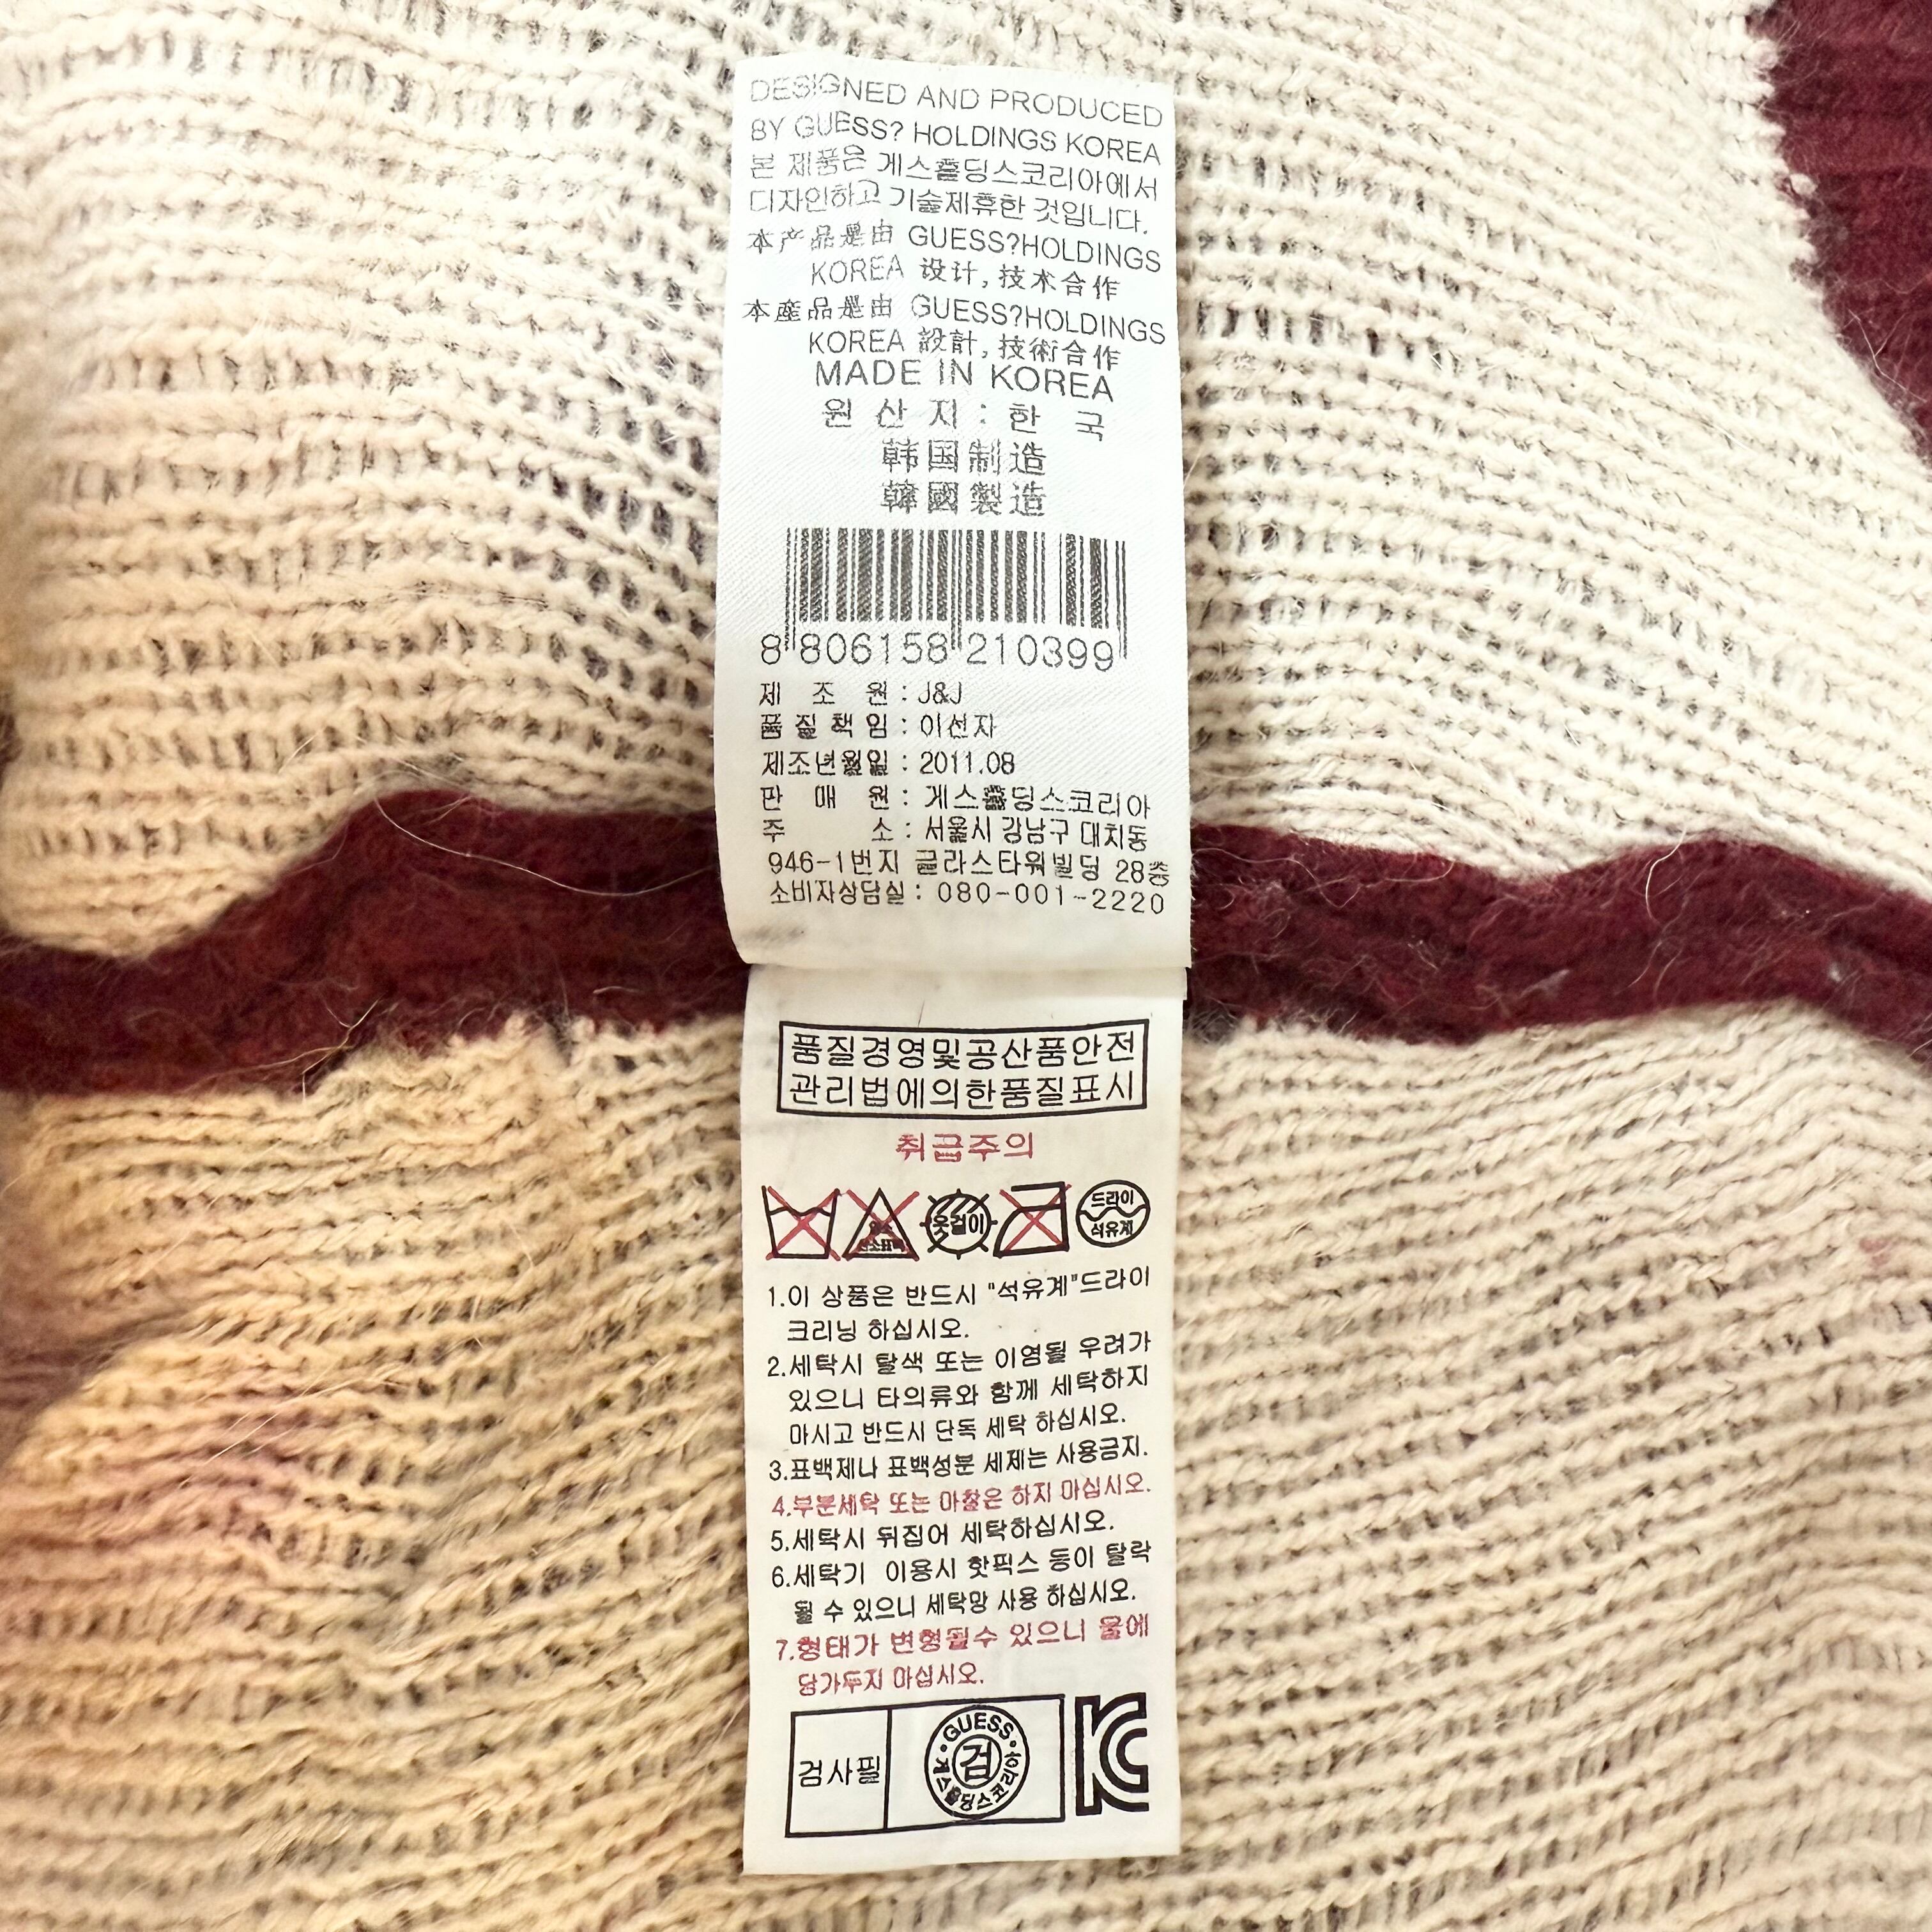 DESIGNED AND PRODUCED
BY GUESS? HOLDINGS KOREA
본 제품은 게스홀딩스코리아에서
디자인하고 기술제휴한 것입니다.
本产品是由 GUESS?HOLDINGS
KOREA 设计,技术合作
本產品是由 GUESS?HOLDINGS
KOREA 設計,技術合作
MADE IN KOREA
원 산 지 : 한 국
韩国制造
韓國製造
8 806158 210399
제 조 원 : J&J
품질책임 : 이선자
제조년월일 : 2011.08
판 매 원 : 게스홀딩스코리아
주 소 : 서울시 강남구 대치동
946-1번지 글라스타워빌딩 28층
소비자상담실 : 080-001-2220
품질경영및공산품안전
관리법에의한품질표시
취급주의
옷걸이
드라이
석유계
1.이 상품은 반드시 "석유계"드라이
크리닝 하십시오.
2.세탁시 탈색 또는 이염될 우려가
있으니 타의류와 함께 세탁하지
마시고 반드시 단독 세탁 하십시오.
3.표백제나 표백성분 세제는 사용금지.
4.부분세탁 또는 마찰은 하지 마십시오.
5.세탁시 뒤집어 세탁하십시오.
6.세탁기 이용시 핫픽스 등이 탈락
될 수 있으니 세탁망 사용 하십시오.
7.형태가 변형될수 있으니 물에
담가두지 마십시오.
검사필
GUESS
검
게스홀딩스코리아
KC